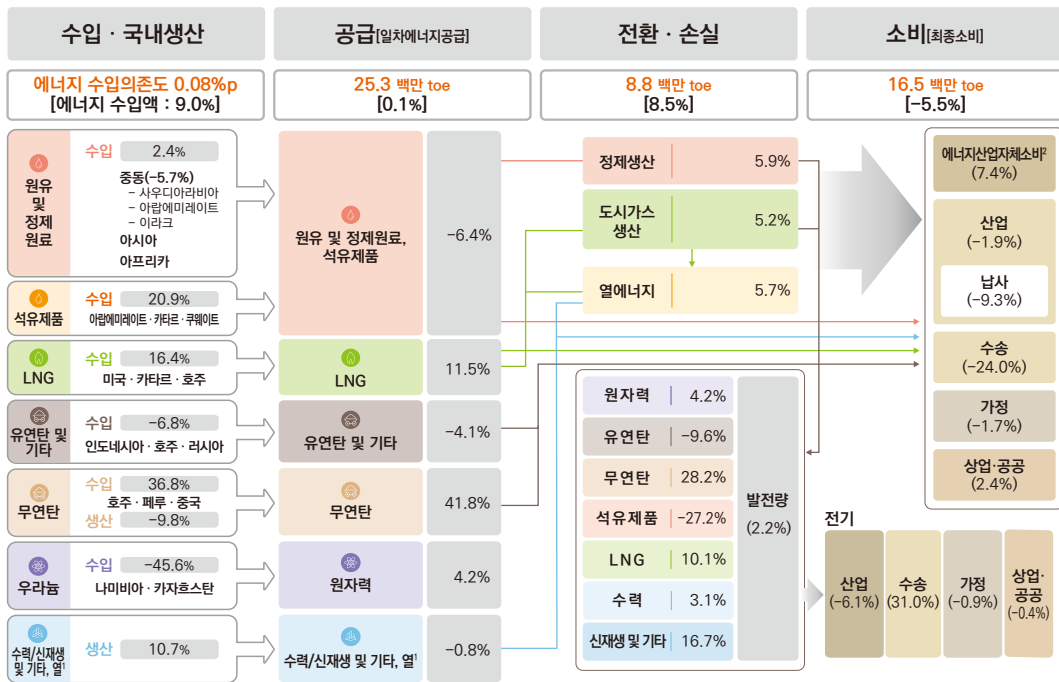 수입 · 국내생산
공급[일차에너지공급]
전환 · 손실
소비[최종소비]
에너지 수입의존도 0.08%p
[에너지 수입액 : 9.0%]
25.3 백만 toe
[0.1%]
8.8 백만 toe
[8.5%]
16.5 백만 toe
[-5.5%]
원유
및
정제
원료
수입 2.4%
중동(-5.7%)
- 사우디아라비아
- 아랍에미레이트
- 이라크
아시아
아프리카
석유제품
수입 20.9%
아랍에미레이트 · 카타르 · 쿠웨이트
LNG
수입 16.4%
미국 · 카타르 · 호주
유연탄 및
기타
수입 -6.8%
인도네시아 · 호주 · 러시아
무연탄
수입 36.8%
호주 · 페루 · 중국
생산 -9.8%
우라늄
수입 -45.6%
나미비아 · 카자흐스탄
수력/신재생
및 기타, 열¹
생산 10.7%
원유 및 정제원료,
석유제품
-6.4%
LNG
11.5%
유연탄 및 기타
-4.1%
무연탄
41.8%
원자력
4.2%
수력/신재생 및 기타, 열¹
-0.8%
정제생산 5.9%
도시가스
생산
5.2%
열에너지 5.7%
원자력 4.2%
유연탄 -9.6%
무연탄 28.2%
석유제품 -27.2%
LNG 10.1%
수력 3.1%
신재생 및 기타 16.7%
발전량
(2.2%)
에너지산업자체소비²
(7.4%)
산업
(-1.9%)
납사
(-9.3%)
수송
(-24.0%)
가정
(-1.7%)
상업·공공
(2.4%)
전기
산업
(-6.1%)
수송
(31.0%)
가정
(-0.9%)
상업·
공공
(-0.4%)